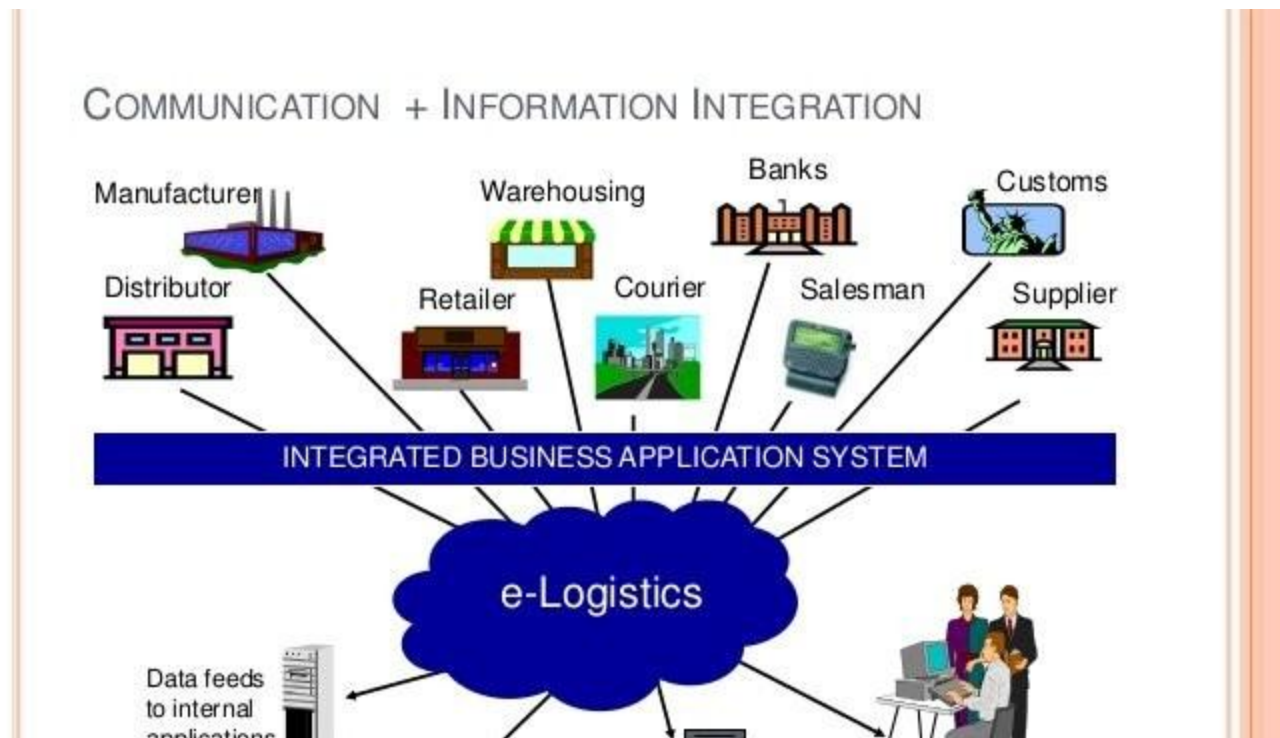 COMMUNICATION + INFORMATION INTEGRATION
Manufacturer
Warehousing
Banks
Customs
Distributor
Retailer
Courier
Salesman
Supplier
INTEGRATED BUSINESS APPLICATION SYSTEM
e-Logistics
Data feeds
to internal
applications